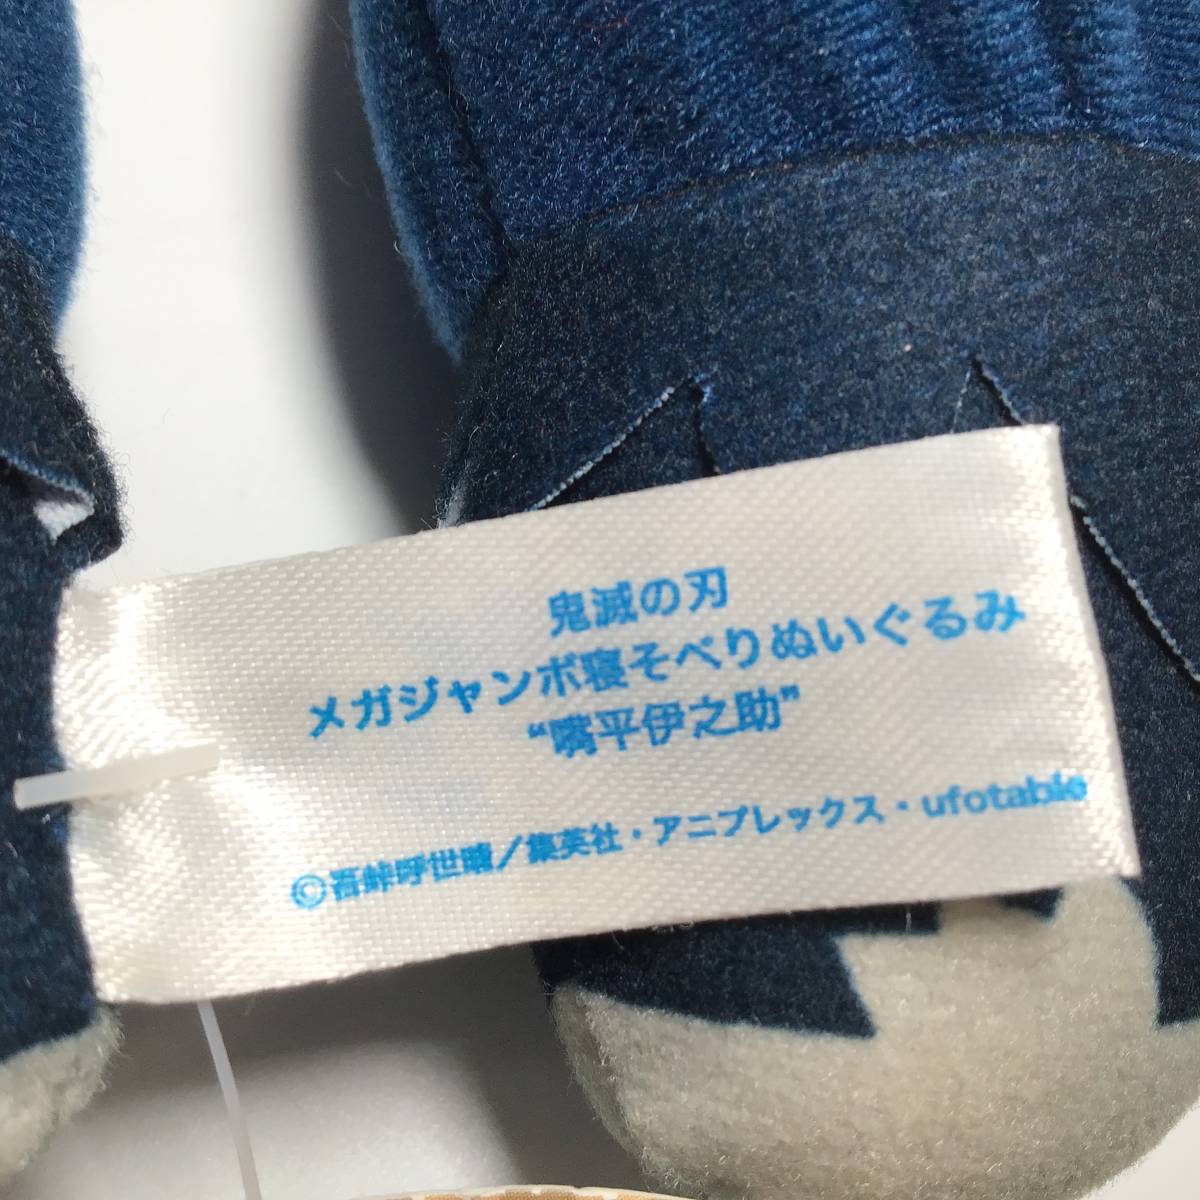 鬼滅の刃
メガジャンボ寝そべりぬいぐるみ
“嘴平伊之助”
©吾峠呼世晴／集英社・アニプレックス・ufotable